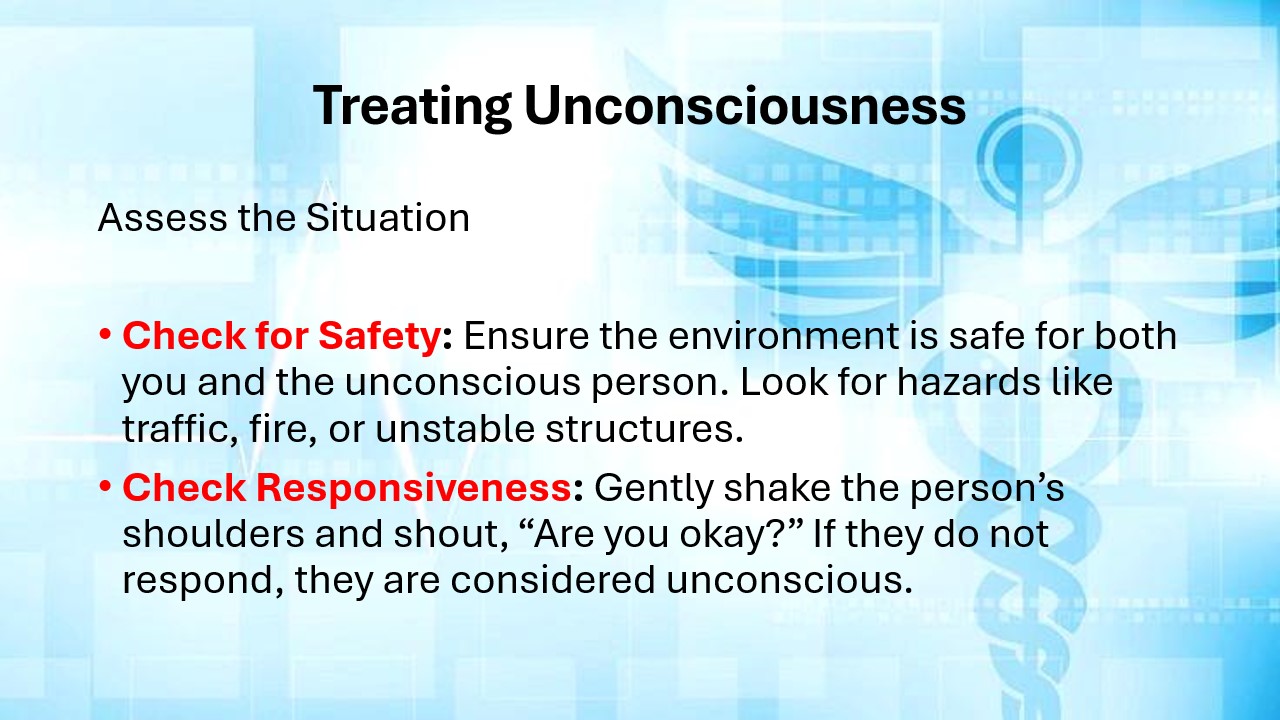 Treating Unconsciousness
Assess the Situation
• Check for Safety: Ensure the environment is safe for both
you and the unconscious person. Look for hazards like
traffic, fire, or unstable structures.
• Check Responsiveness: Gently shake the person’s
shoulders and shout, “Are you okay?” If they do not
respond, they are considered unconscious.